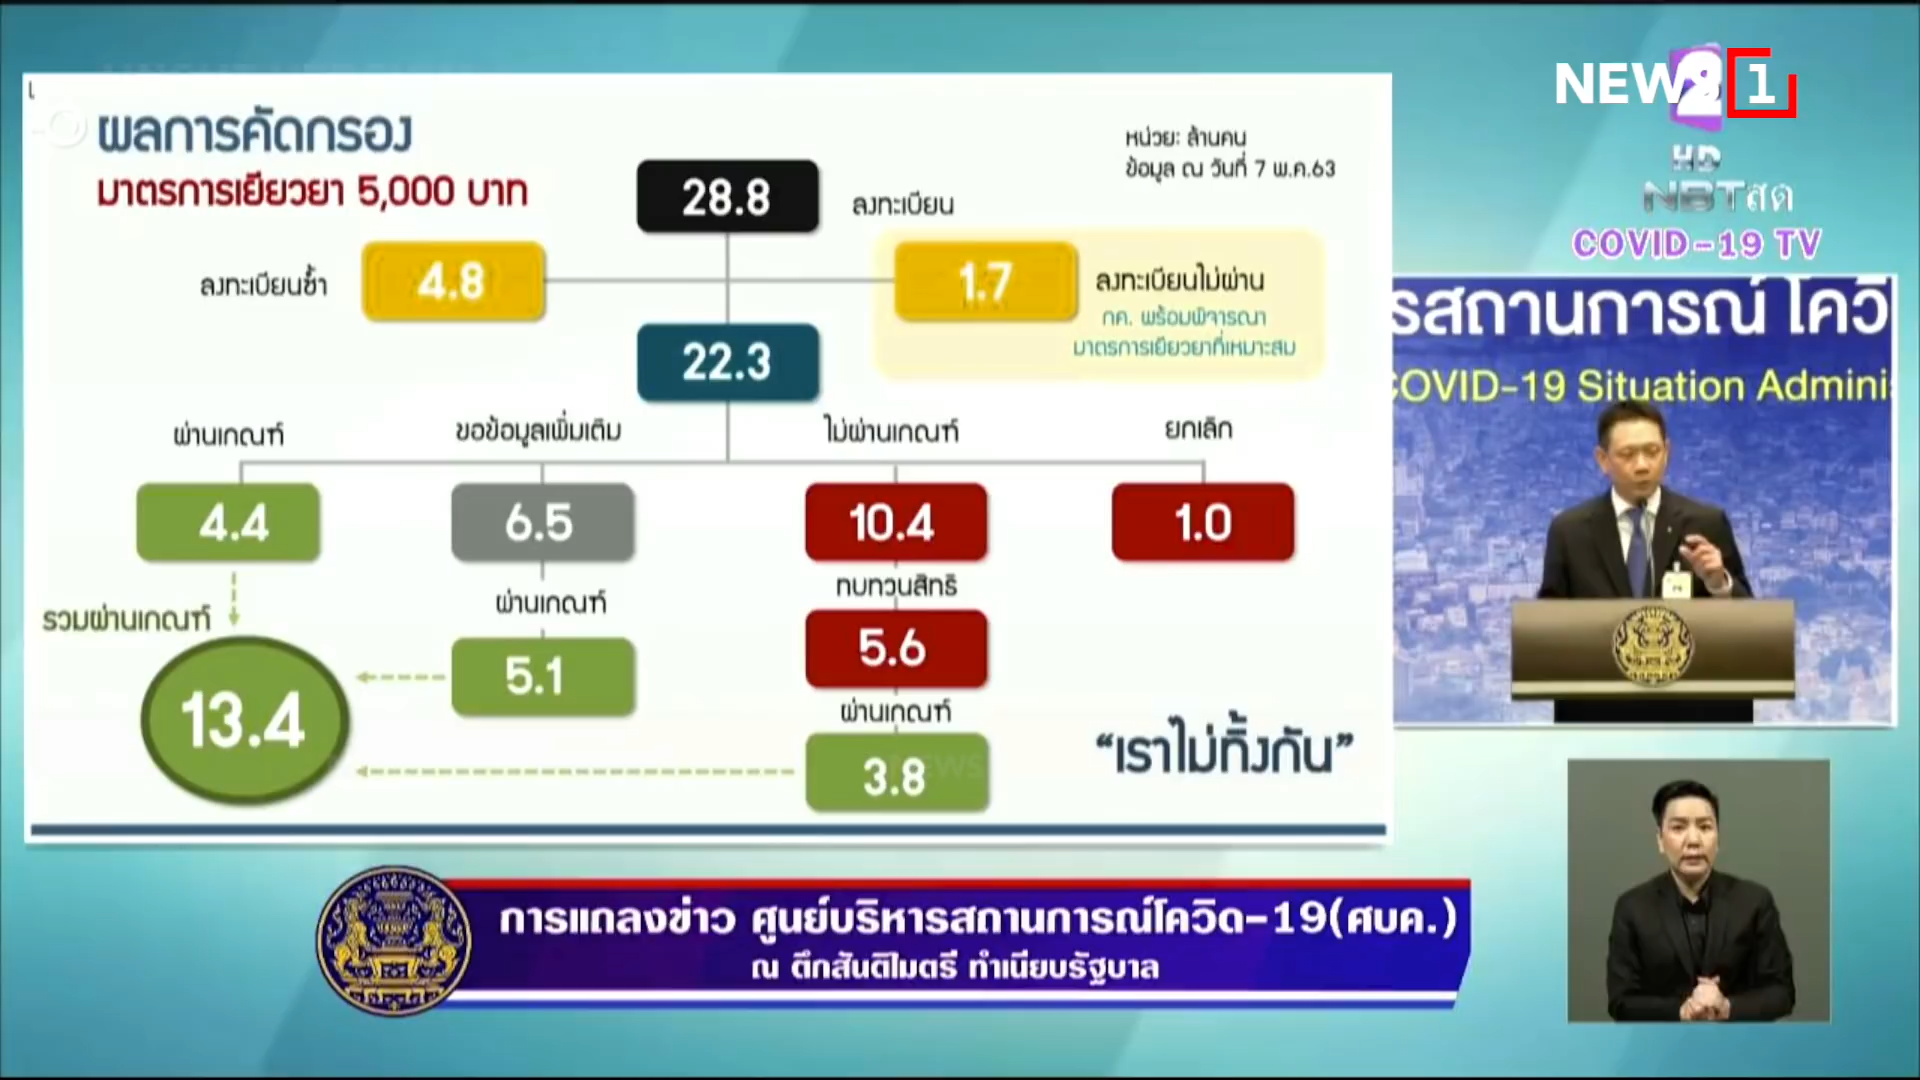 ผลการคัดกรอง
มาตรการเยียวยา 5,000 บาท
หน่วย: ล้านคน
ข้อมูล ณ วันที่ 7 พ.ค.63
28.8
ลงทะเบียน
ลงทะเบียนซ้ำ
4.8
1.7
ลงทะเบียนไม่ผ่าน
กค. พร้อมพิจารณา
มาตรการเยียวยาที่เหมาะสม
22.3
ผ่านเกณฑ์
ขอข้อมูลเพิ่มเติม
ไม่ผ่านเกณฑ์
ยกเลิก
4.4
6.5
10.4
1.0
ทบทวนสิทธิ
รวมผ่านเกณฑ์
ผ่านเกณฑ์
5.1
5.6
ผ่านเกณฑ์
13.4
3.8
“เราไม่ทิ้งกัน”
NEWS
1
HD
NBTสด
COVID-19 TV
รสถานการณ์ โควิ
COVID-19 Situation Admini
การแถลงข่าว ศูนย์บริหารสถานการณ์โควิด-19(ศบค.)
ณ ตึกสันติไมตรี ทำเนียบรัฐบาล